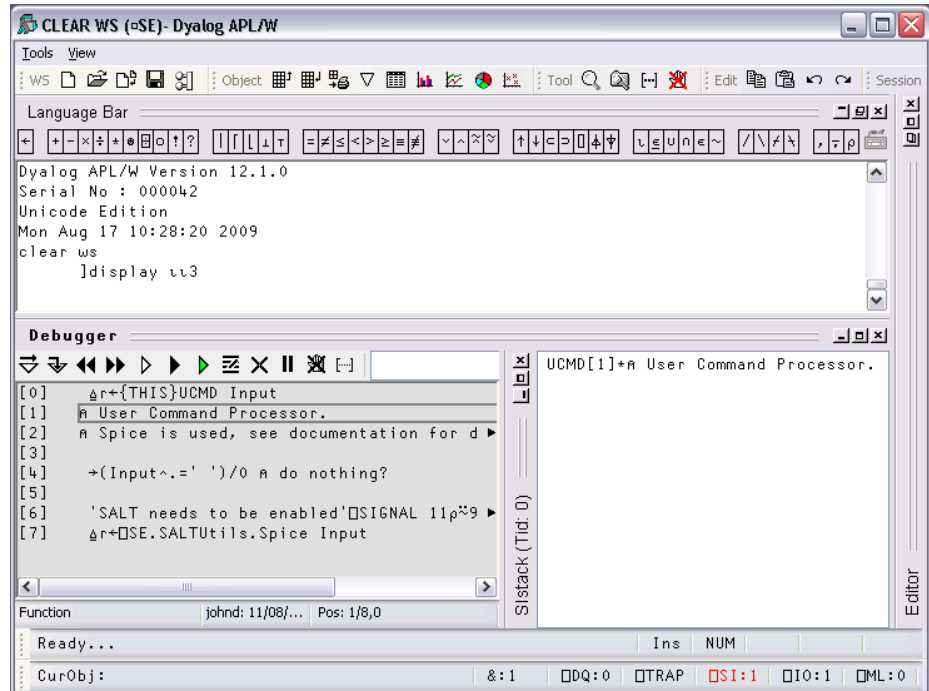 CLEAR WS (¤SE)- Dyalog APL/W
Tools View
WS Object Tool Edit Session
Language Bar
← + - × ÷ * ⍟ ⌹ ○ ! ? | ⌈ ⌊ ⊥ ⊤ = ≠ ≤ < > ≥ ≡ ≢ ∨ ∧ ⍲ ⍱ ↑ ↓ ⊂ ⊃ ⌷ ⍋ ⍒ ⍳ ⍷ ∪ ∩ ∊ ~ / \ ⌿ ⍀ , ⍪ ⍴
Dyalog APL/W Version 12.1.0
Serial No : 000042
Unicode Edition
Mon Aug 17 10:28:20 2009
clear ws
]display ⍳⍳3
Debugger
[0] ∆r←{THIS}UCMD Input
[1] ⍝ User Command Processor.
[2] ⍝ Spice is used, see documentation for d
[3]
[4] →(Input∧.=' ')/0 ⍝ do nothing?
[5]
[6] 'SALT needs to be enabled'⎕SIGNAL 11⍴⍨9
[7] ∆r←⎕SE.SALTUtils.Spice Input
Function johnd: 11/08/... Pos: 1/8,0
SIstack (Tid: 0)
UCMD[1]*⍝ User Command Processor.
Editor
Ready... Ins NUM
CurObj: &:1 ⎕DQ:0 ⎕TRAP ⎕SI:1 ⎕IO:1 ⎕ML:0